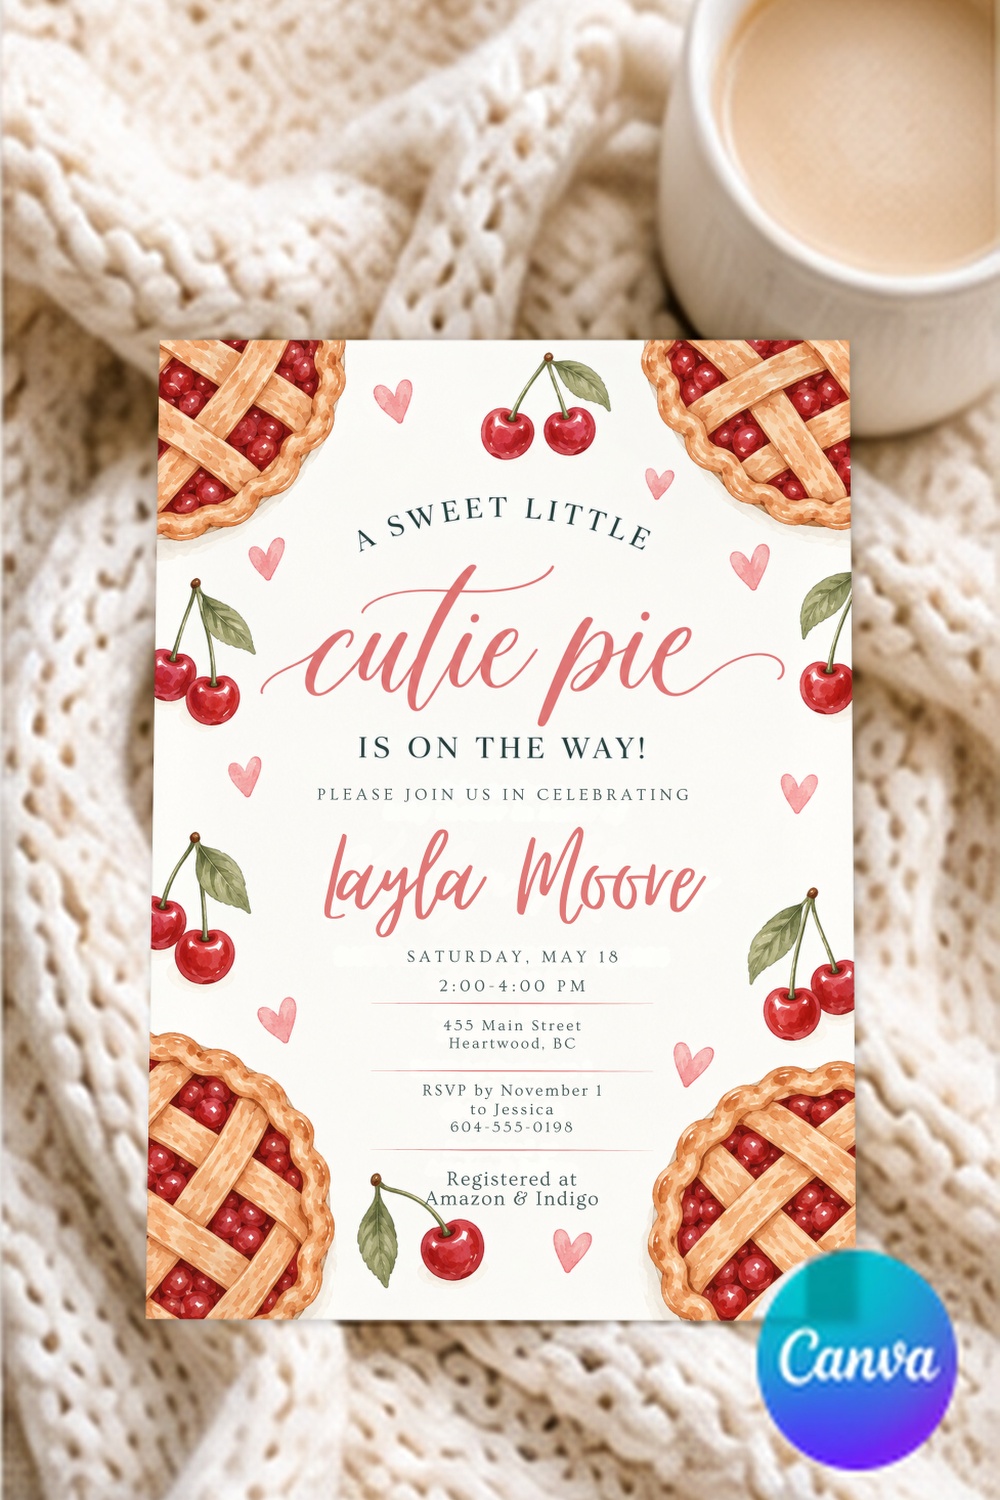 A SWEET LITTLE
cutie pie
IS ON THE WAY!
PLEASE JOIN US IN CELEBRATING
Layla Moore
SATURDAY, MAY 18
2:00-4:00 PM
455 Main Street
Heartwood, BC
RSVP by November 1
to Jessica
604-555-0198
Registered at
Amazon & Indigo
Canva